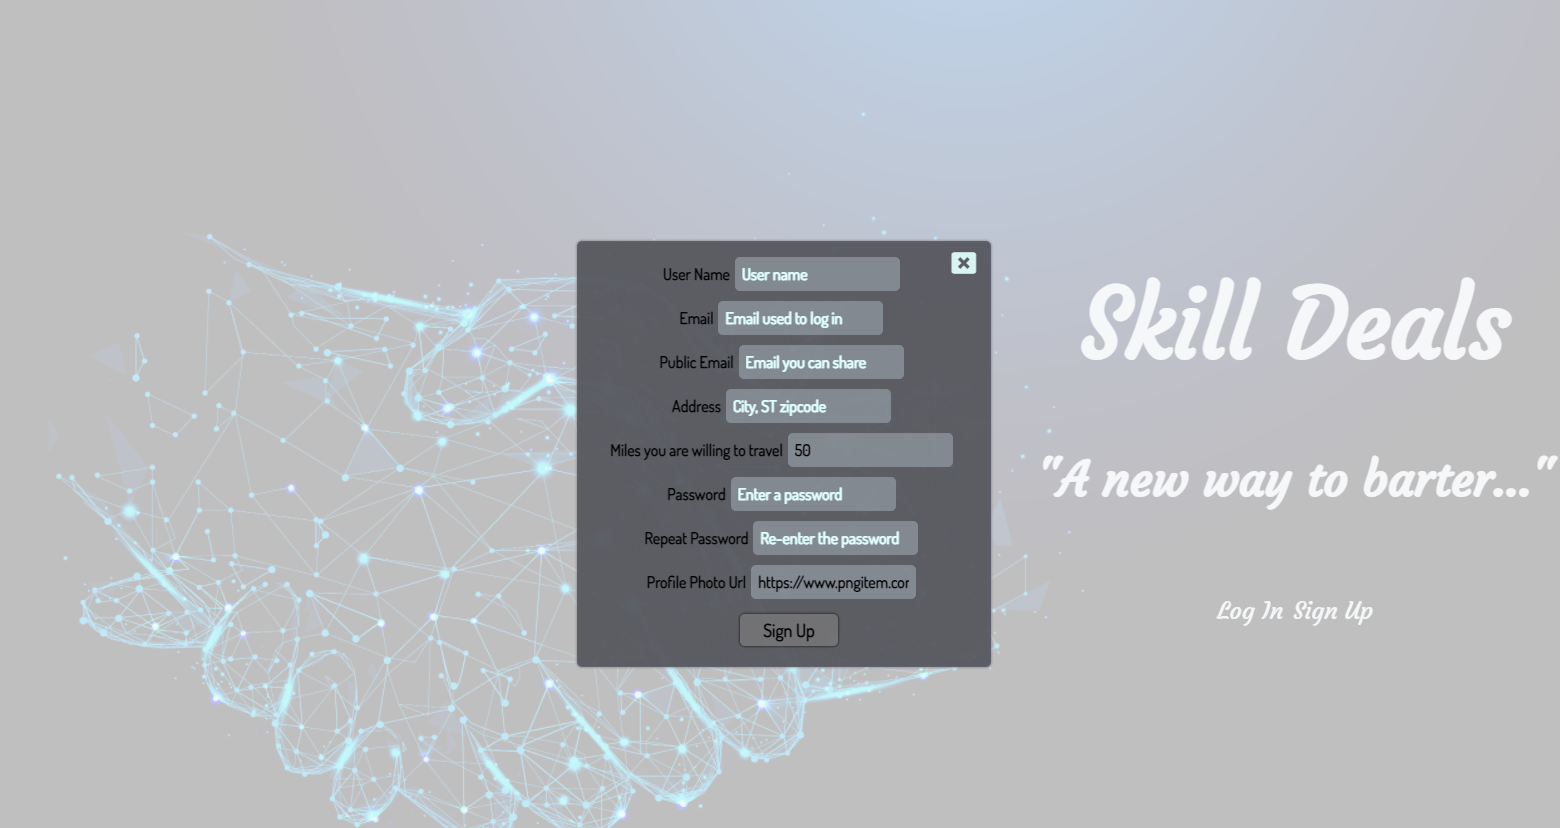 User Name User name
Email Email used to log in
Public Email Email you can share
Address City, ST zipcode
Miles you are willing to travel 50
Password Enter a password
Repeat Password Re-enter the password
Profile Photo Url https://www.pngitem.cor
Sign Up
Skill Deals
"A new way to barter..."
Log In Sign Up